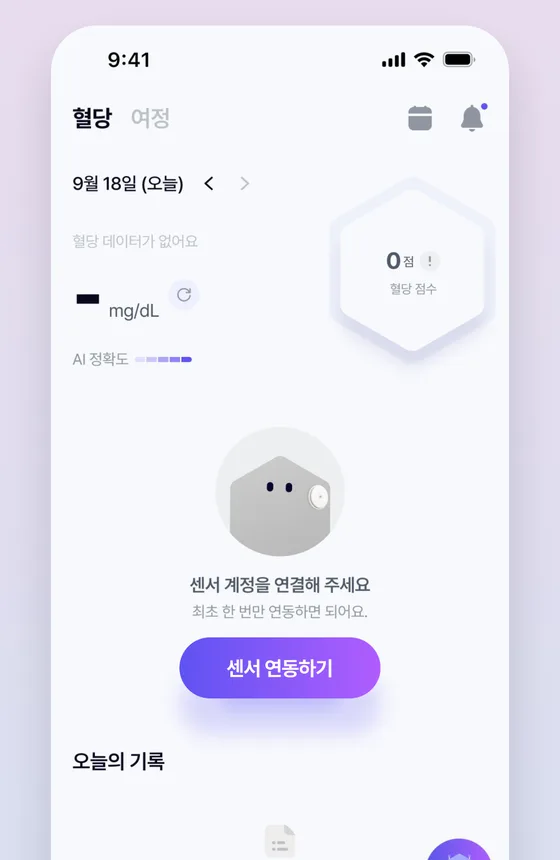 9:41
혈당 여정
9월 18일 (오늘)
혈당 데이터가 없어요
0점 !
혈당 점수
- mg/dL
AI 정확도
센서 계정을 연결해 주세요
최초 한 번만 연동하면 되어요.
센서 연동하기
오늘의 기록